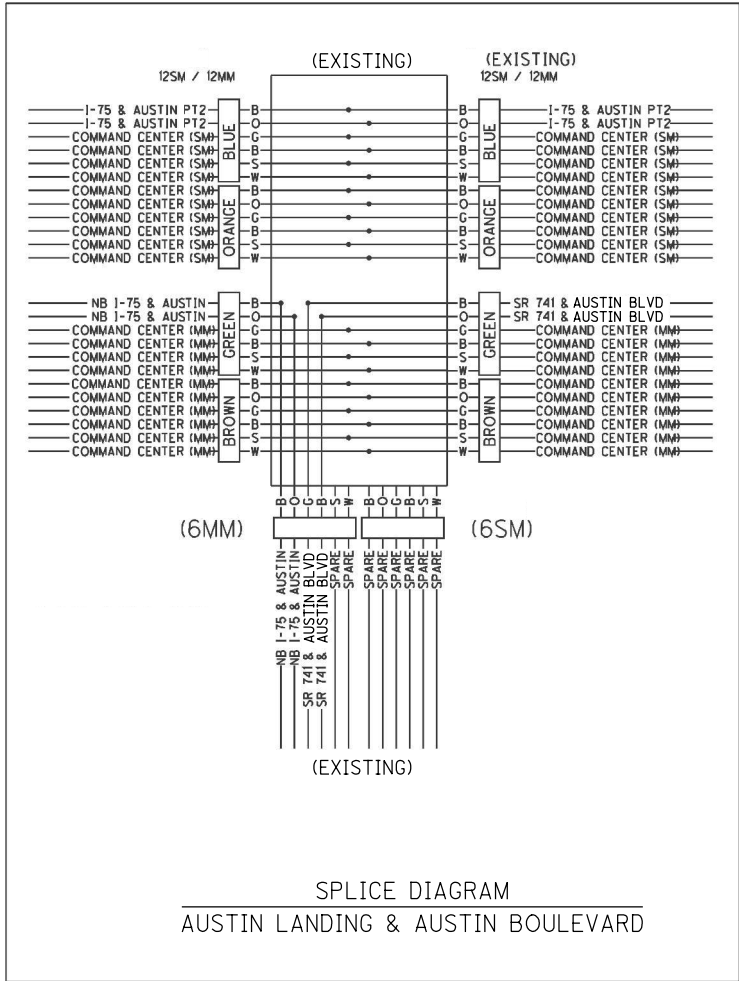 (EXISTING) (EXISTING)
12SM / 12MM 12SM / 12MM
I-75 & AUSTIN PT2 B B I-75 & AUSTIN PT2
I-75 & AUSTIN PT2 O O I-75 & AUSTIN PT2
COMMAND CENTER (SM) G G COMMAND CENTER (SM)
COMMAND CENTER (SM) BLUE B B BLUE COMMAND CENTER (SM)
COMMAND CENTER (SM) S S COMMAND CENTER (SM)
COMMAND CENTER (SM) W W COMMAND CENTER (SM)
COMMAND CENTER (SM) B B COMMAND CENTER (SM)
COMMAND CENTER (SM) O O COMMAND CENTER (SM)
COMMAND CENTER (SM) G G COMMAND CENTER (SM)
COMMAND CENTER (SM) ORANGE B B ORANGE COMMAND CENTER (SM)
COMMAND CENTER (SM) S S COMMAND CENTER (SM)
COMMAND CENTER (SM) W W COMMAND CENTER (SM)
NB I-75 & AUSTIN B B SR 741 & AUSTIN BLVD
NB I-75 & AUSTIN O O SR 741 & AUSTIN BLVD
COMMAND CENTER (MM) G G COMMAND CENTER (MM)
COMMAND CENTER (MM) GREEN B B GREEN COMMAND CENTER (MM)
COMMAND CENTER (MM) S S COMMAND CENTER (MM)
COMMAND CENTER (MM) W W COMMAND CENTER (MM)
COMMAND CENTER (MM) B B COMMAND CENTER (MM)
COMMAND CENTER (MM) O O COMMAND CENTER (MM)
COMMAND CENTER (MM) G G COMMAND CENTER (MM)
COMMAND CENTER (MM) BROWN B B BROWN COMMAND CENTER (MM)
COMMAND CENTER (MM) S S COMMAND CENTER (MM)
COMMAND CENTER (MM) W W COMMAND CENTER (MM)
B O G B S W B O G B S W
(6MM) (6SM)
NB I-75 & AUSTIN
NB I-75 & AUSTIN
SR 741 & AUSTIN BLVD
SR 741 & AUSTIN BLVD
SPARE
SPARE
SPARE
SPARE
SPARE
SPARE
SPARE
SPARE
(EXISTING)
SPLICE DIAGRAM
AUSTIN LANDING & AUSTIN BOULEVARD